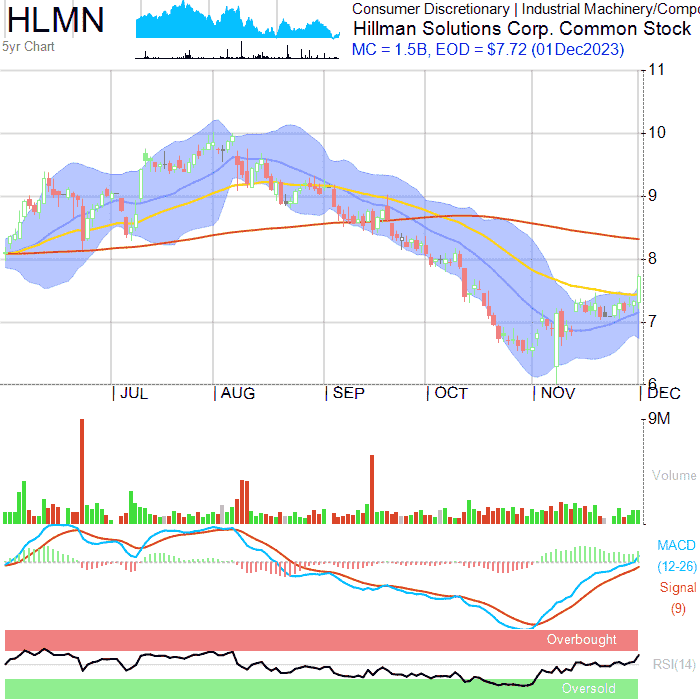 HLMN
5yr Chart
Consumer Discretionary | Industrial Machinery/Compo
Hillman Solutions Corp. Common Stock
MC = 1.5B, EOD = $7.72 (01Dec2023)
11
10
9
8
7
6
JUL AUG SEP OCT NOV DEC
9M
Volume
MACD
(12-26)
Signal
(9)
Overbought
RSI(14)
Oversold